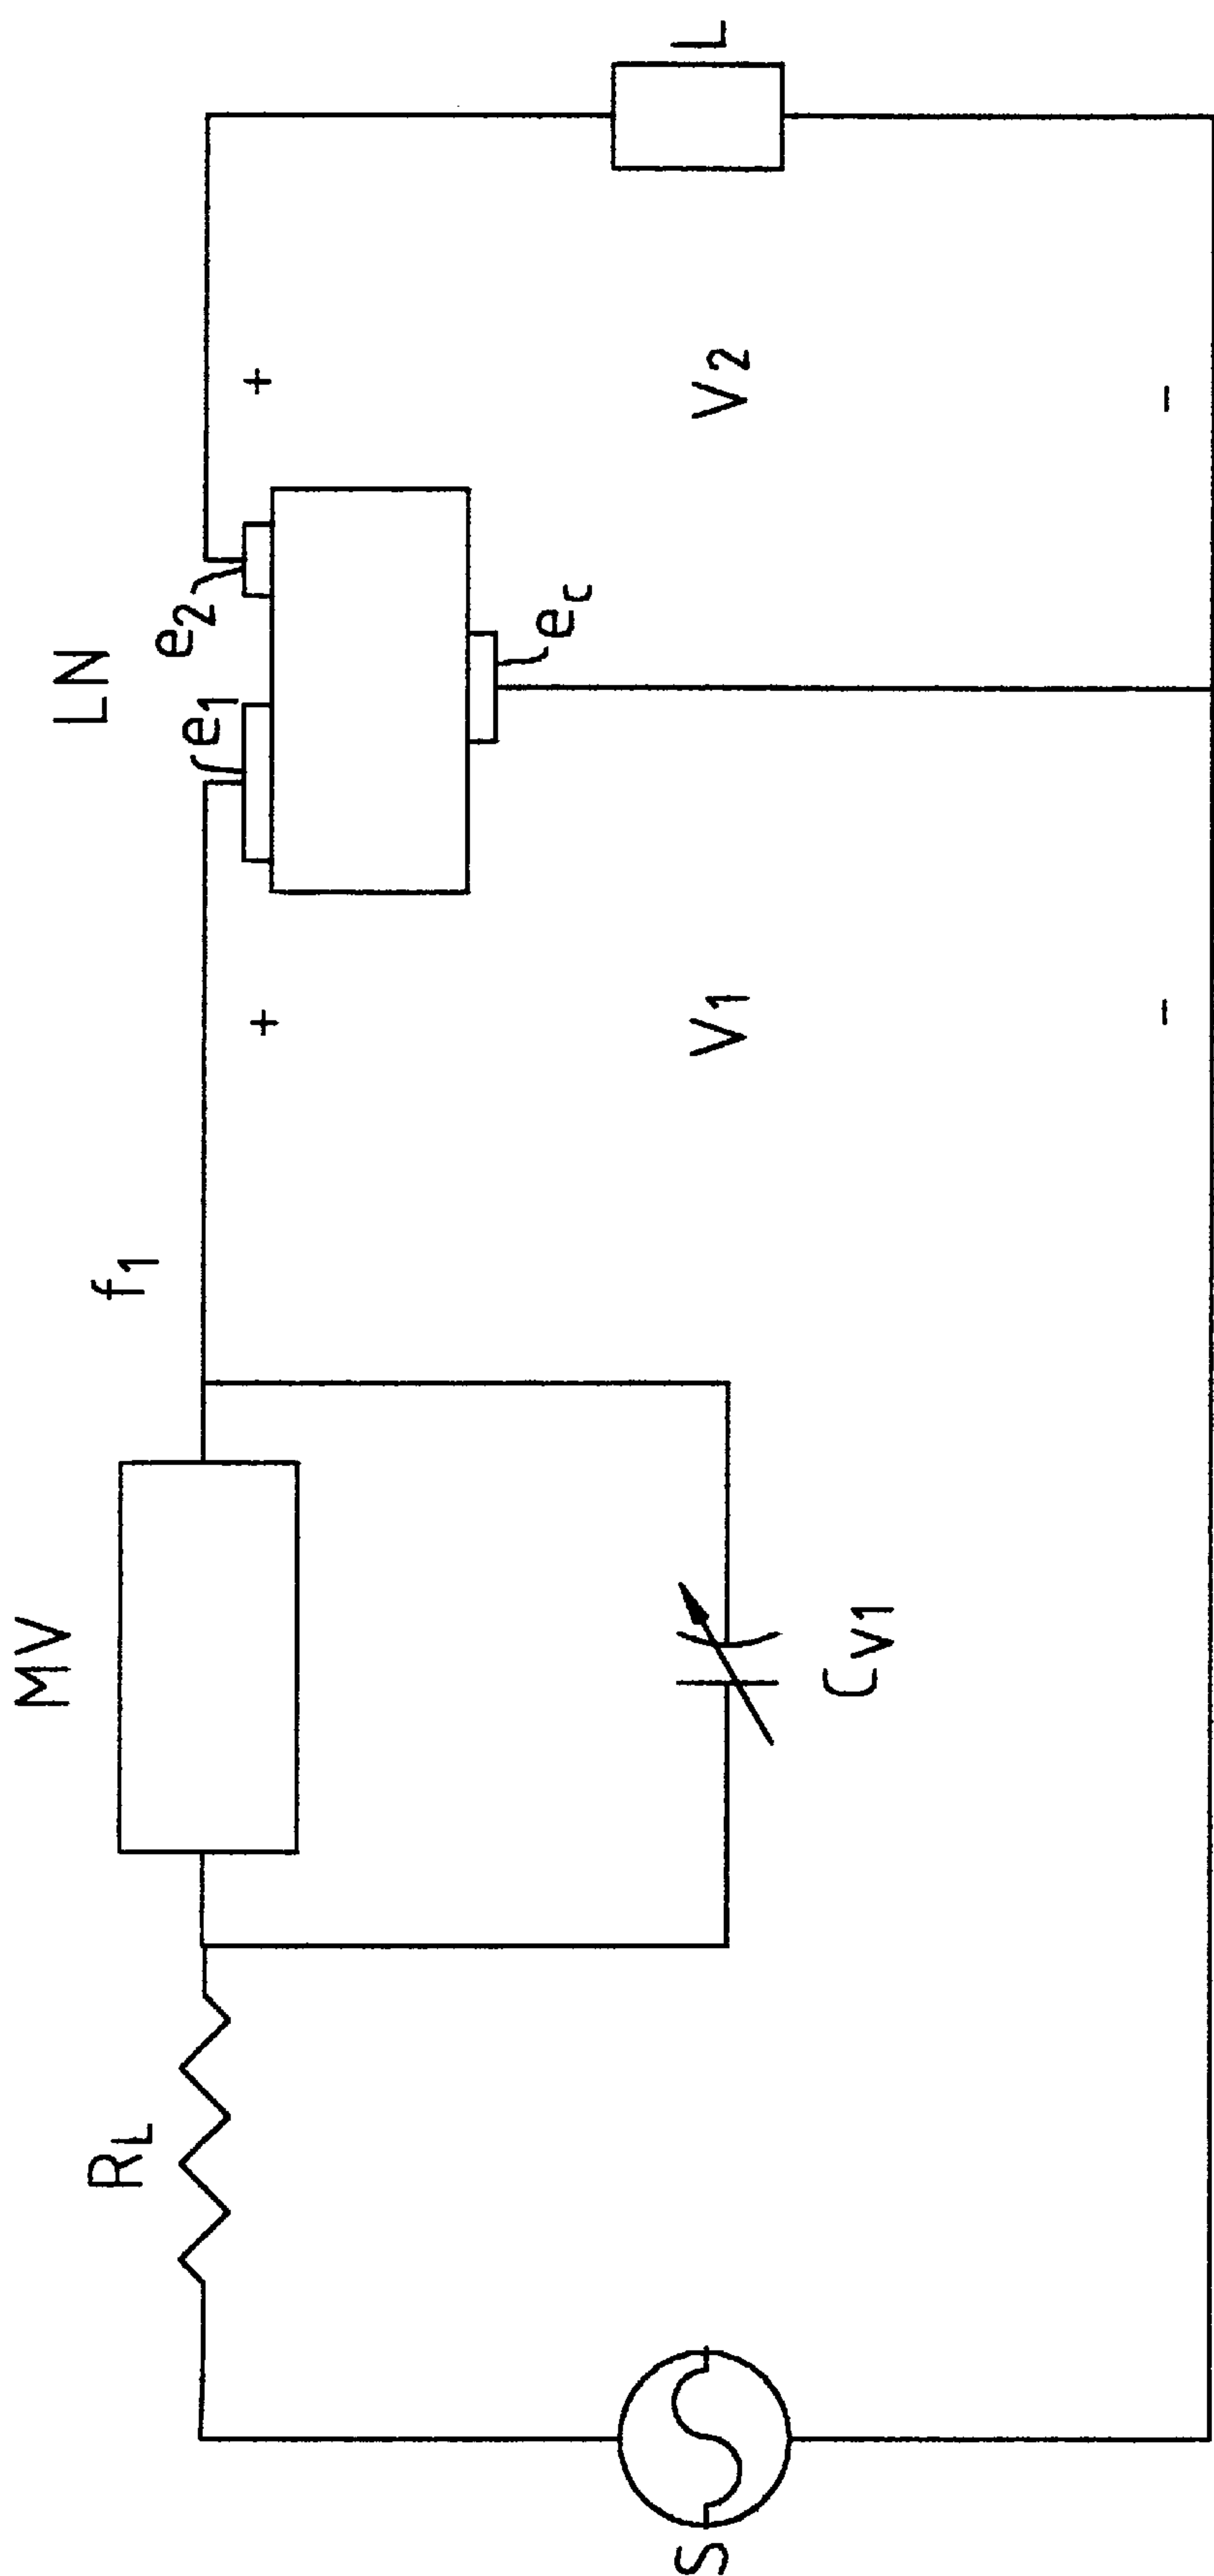 MV
LN
f₁
e₁
e₂
R_L
+
+
e_c
V₁
V₂
S
L
C_V1
-
-